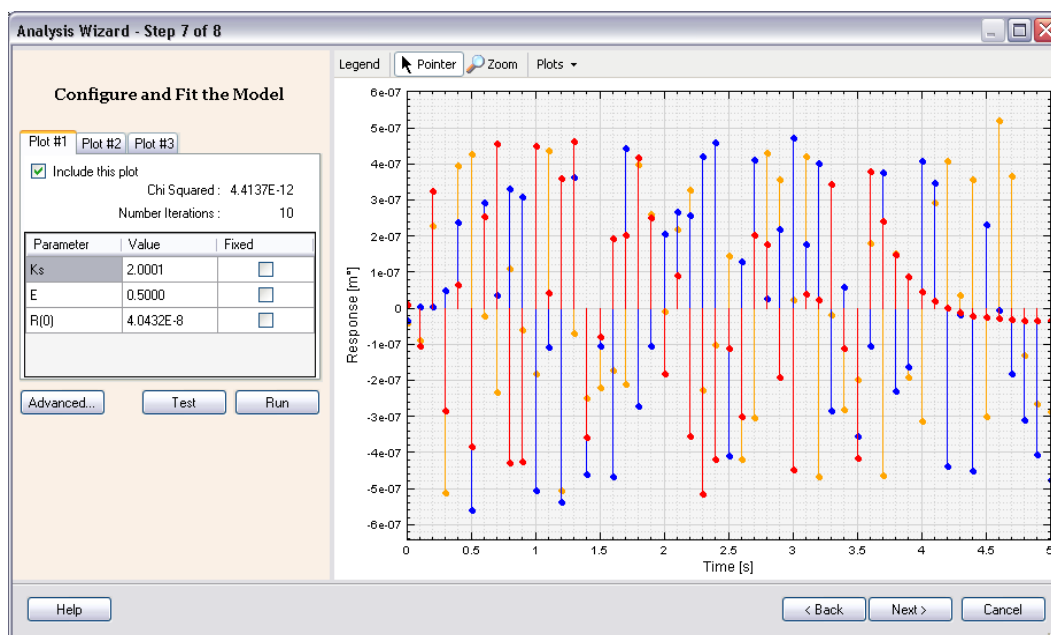 Analysis Wizard - Step 7 of 8
Configure and Fit the Model
Plot #1 Plot #2 Plot #3
Include this plot
Chi Squared : 4.4137E-12
Number Iterations : 10
Parameter Value Fixed
Ks 2.0001
E 0.5000
R(0) 4.0432E-8
Advanced... Test Run
Legend Pointer Zoom Plots
6e-07
5e-07
4e-07
3e-07
2e-07
1e-07
0
-1e-07
-2e-07
-3e-07
-4e-07
-5e-07
-6e-07
Response [m°]
0 0.5 1 1.5 2 2.5 3 3.5 4 4.5 5
Time [s]
Help < Back Next > Cancel